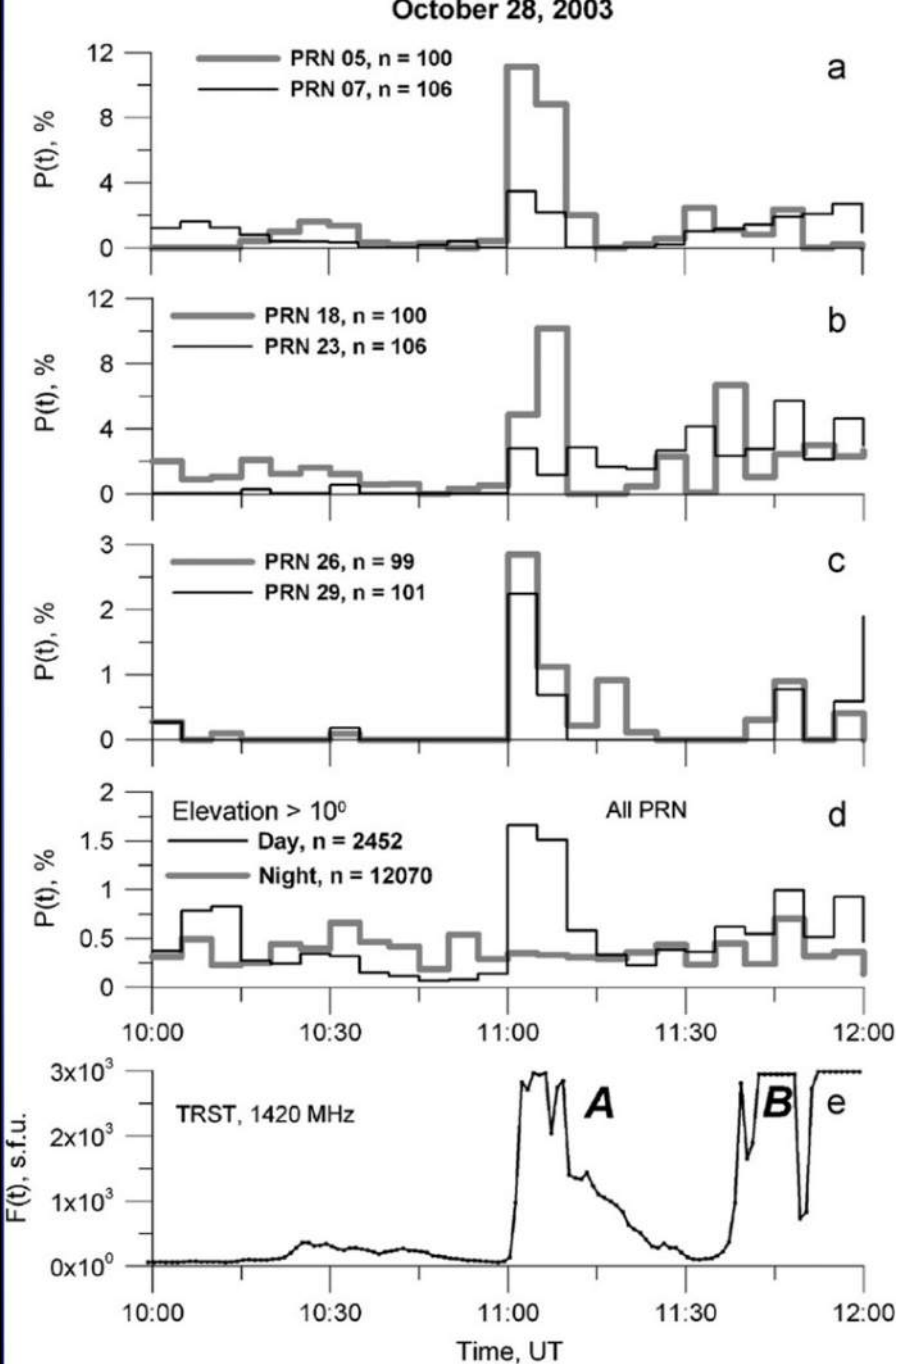 October 28, 2003
12
8
4
0
P(t), %
PRN 05, n = 100
PRN 07, n = 106
a
12
8
4
0
P(t), %
PRN 18, n = 100
PRN 23, n = 106
b
3
2
1
0
P(t), %
PRN 26, n = 99
PRN 29, n = 101
c
2
1.5
1
0.5
0
P(t), %
Elevation > 10⁰
All PRN
d
Day, n = 2452
Night, n = 12070
10:00 10:30 11:00 11:30 12:00
3x10³
2x10³
1x10³
0x10⁰
F(t), s.f.u.
TRST, 1420 MHz
A
B
e
10:00 10:30 11:00 11:30 12:00
Time, UT